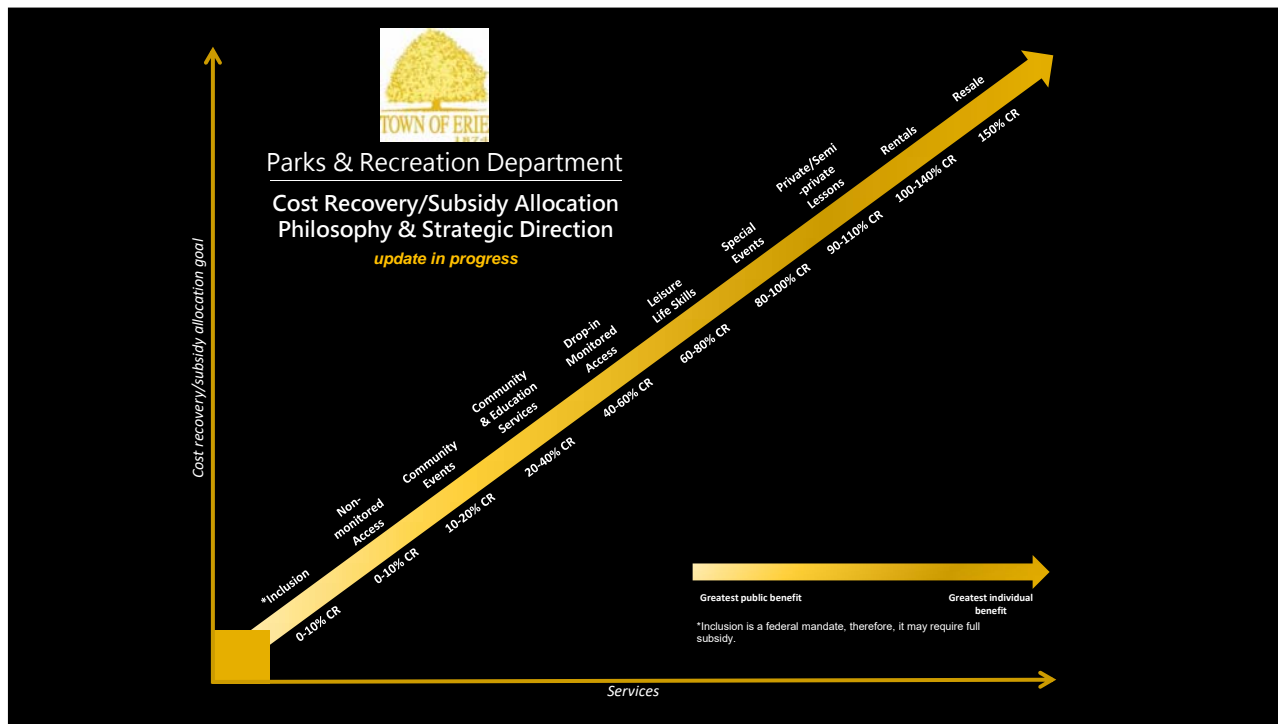 TOWN OF ERIE
1874
Parks & Recreation Department
Cost Recovery/Subsidy Allocation
Philosophy & Strategic Direction
update in progress
Cost recovery/subsidy allocation goal
*Inclusion
0-10% CR
Non-
monitored
Access
0-10% CR
Community
Events
10-20% CR
Community
& Education
Services
20-40% CR
Drop-in
Monitored
Access
40-60% CR
Leisure
Life Skills
60-80% CR
Special
Events
80-100% CR
Private/Semi
-private
Lessons
90-110% CR
Rentals
100-140% CR
Resale
150% CR
Greatest public benefit
Greatest individual
benefit
*Inclusion is a federal mandate, therefore, it may require full
subsidy.
Services